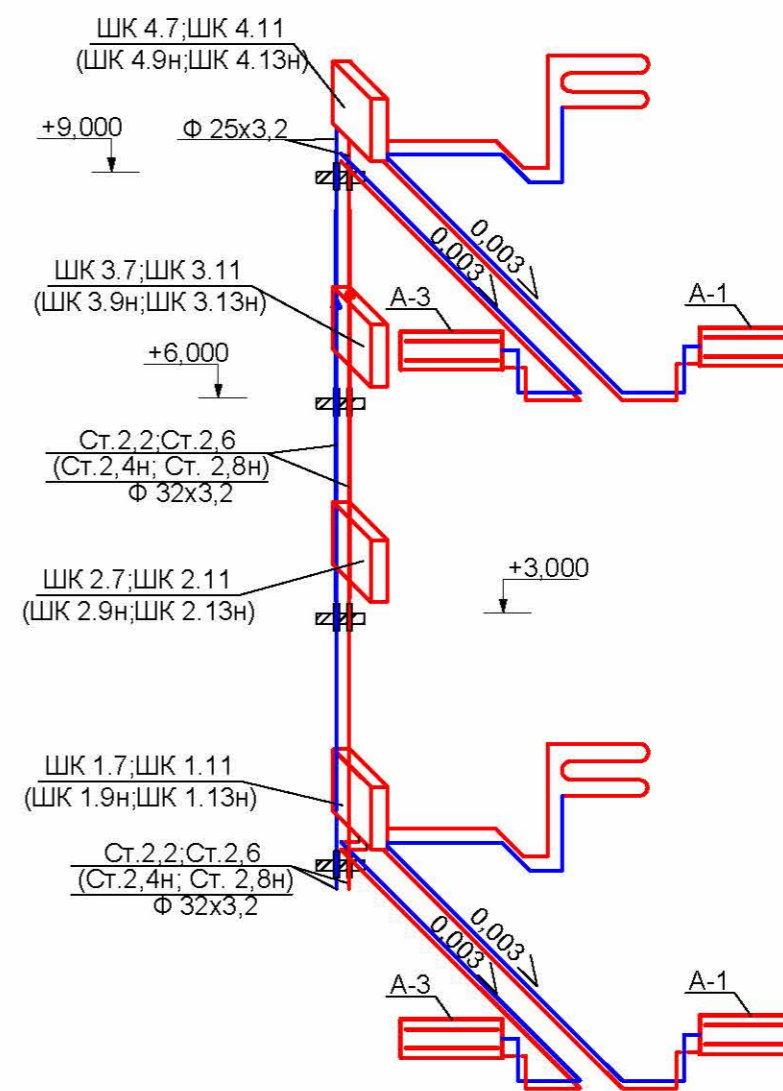 ШК 4.7;ШК 4.11
(ШК 4.9н;ШК 4.13н)
+9,000
Ф 25х3,2
0,003
0,003
ШК 3.7;ШК 3.11
(ШК 3.9н;ШК 3.13н)
А-3
А-1
+6,000
Ст.2,2;Ст.2,6
(Ст.2,4н; Ст. 2,8н)
Ф 32х3,2
+3,000
ШК 2.7;ШК 2.11
(ШК 2.9н;ШК 2.13н)
ШК 1.7;ШК 1.11
(ШК 1.9н;ШК 1.13н)
Ст.2,2;Ст.2,6
(Ст.2,4н; Ст. 2,8н)
Ф 32х3,2
0,003
0,003
А-3
А-1